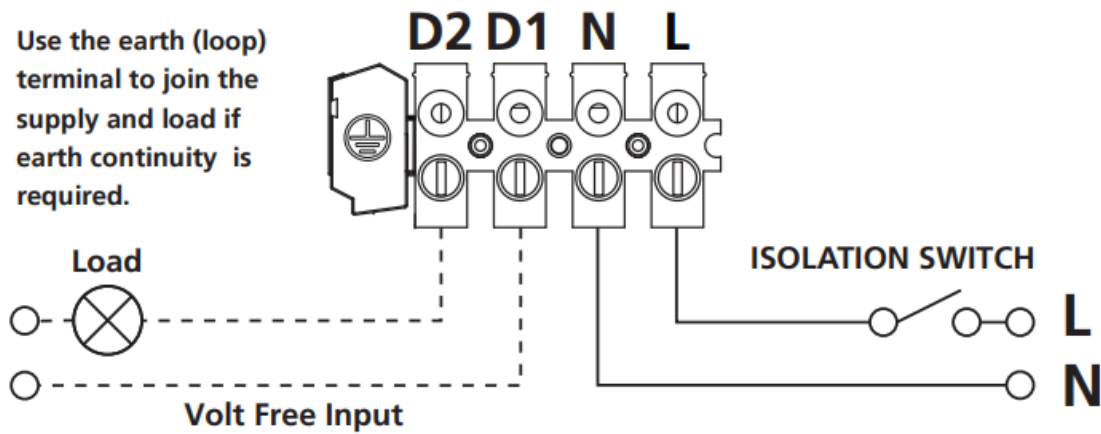 Use the earth (loop)
terminal to join the
supply and load if
earth continuity is
required.
D2 D1 N L
Load
ISOLATION SWITCH
L
N
Volt Free Input